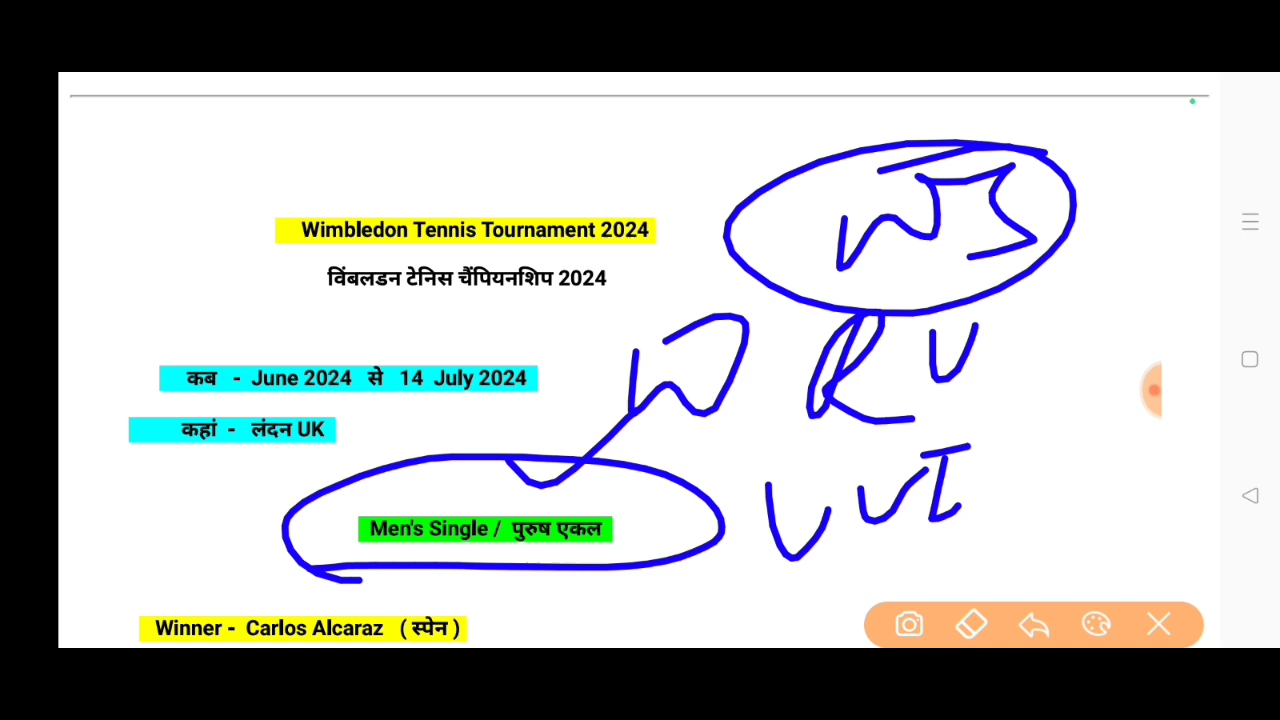 Wimbledon Tennis Tournament 2024
विंबलडन टेनिस चैंपियनशिप 2024
कब - June 2024 से 14 July 2024
कहां - लंदन UK
Men's Single / पुरुष एकल
Winner - Carlos Alcaraz ( स्पेन )